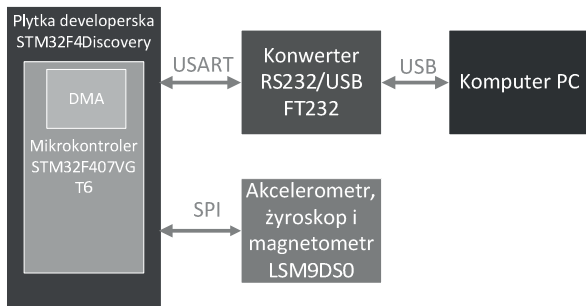 Płytka developerska
STM32F4Discovery
DMA
Mikrokontroler
STM32F407VG
T6
USART
Konwerter
RS232/USB
FT232
USB
Komputer PC
SPI
Akcelerometr,
żyroskop i
magnetometr
LSM9DS0